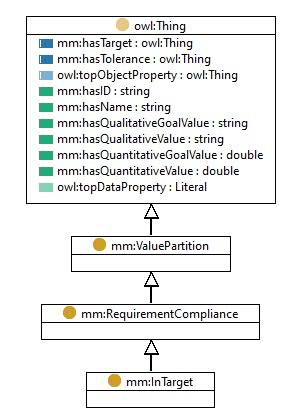 owl:Thing
mm:hasTarget : owl:Thing
mm:hasTolerance : owl:Thing
owl:topObjectProperty : owl:Thing
mm:hasID : string
mm:hasName : string
mm:hasQualitativeGoalValue : string
mm:hasQualitativeValue : string
mm:hasQuantitativeGoalValue : double
mm:hasQuantitativeValue : double
owl:topDataProperty : Literal
mm:ValuePartition
mm:RequirementCompliance
mm:InTarget